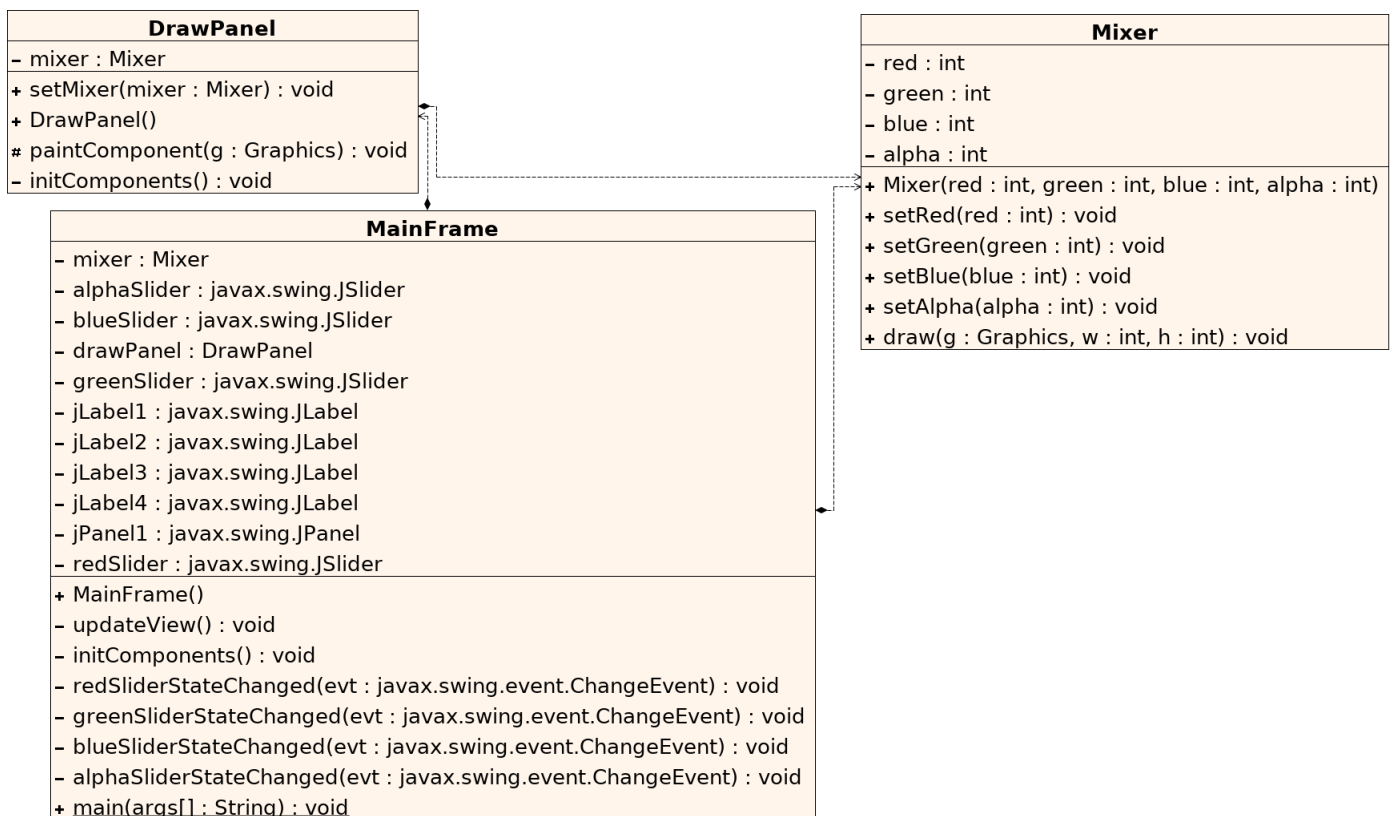 DrawPanel
- mixer : Mixer
+ setMixer(mixer : Mixer) : void
+ DrawPanel()
# paintComponent(g : Graphics) : void
- initComponents() : void
Mixer
- red : int
- green : int
- blue : int
- alpha : int
+ Mixer(red : int, green : int, blue : int, alpha : int)
+ setRed(red : int) : void
+ setGreen(green : int) : void
+ setBlue(blue : int) : void
+ setAlpha(alpha : int) : void
+ draw(g : Graphics, w : int, h : int) : void
MainFrame
- mixer : Mixer
- alphaSlider : javax.swing.JSlider
- blueSlider : javax.swing.JSlider
- drawPanel : DrawPanel
- greenSlider : javax.swing.JSlider
- jLabel1 : javax.swing.JLabel
- jLabel2 : javax.swing.JLabel
- jLabel3 : javax.swing.JLabel
- jLabel4 : javax.swing.JLabel
- jPanel1 : javax.swing.JPanel
- redSlider : javax.swing.JSlider
+ MainFrame()
- updateView() : void
- initComponents() : void
- redSliderStateChanged(evt : javax.swing.event.ChangeEvent) : void
- greenSliderStateChanged(evt : javax.swing.event.ChangeEvent) : void
- blueSliderStateChanged(evt : javax.swing.event.ChangeEvent) : void
- alphaSliderStateChanged(evt : javax.swing.event.ChangeEvent) : void
+ main(args[] : String) : void